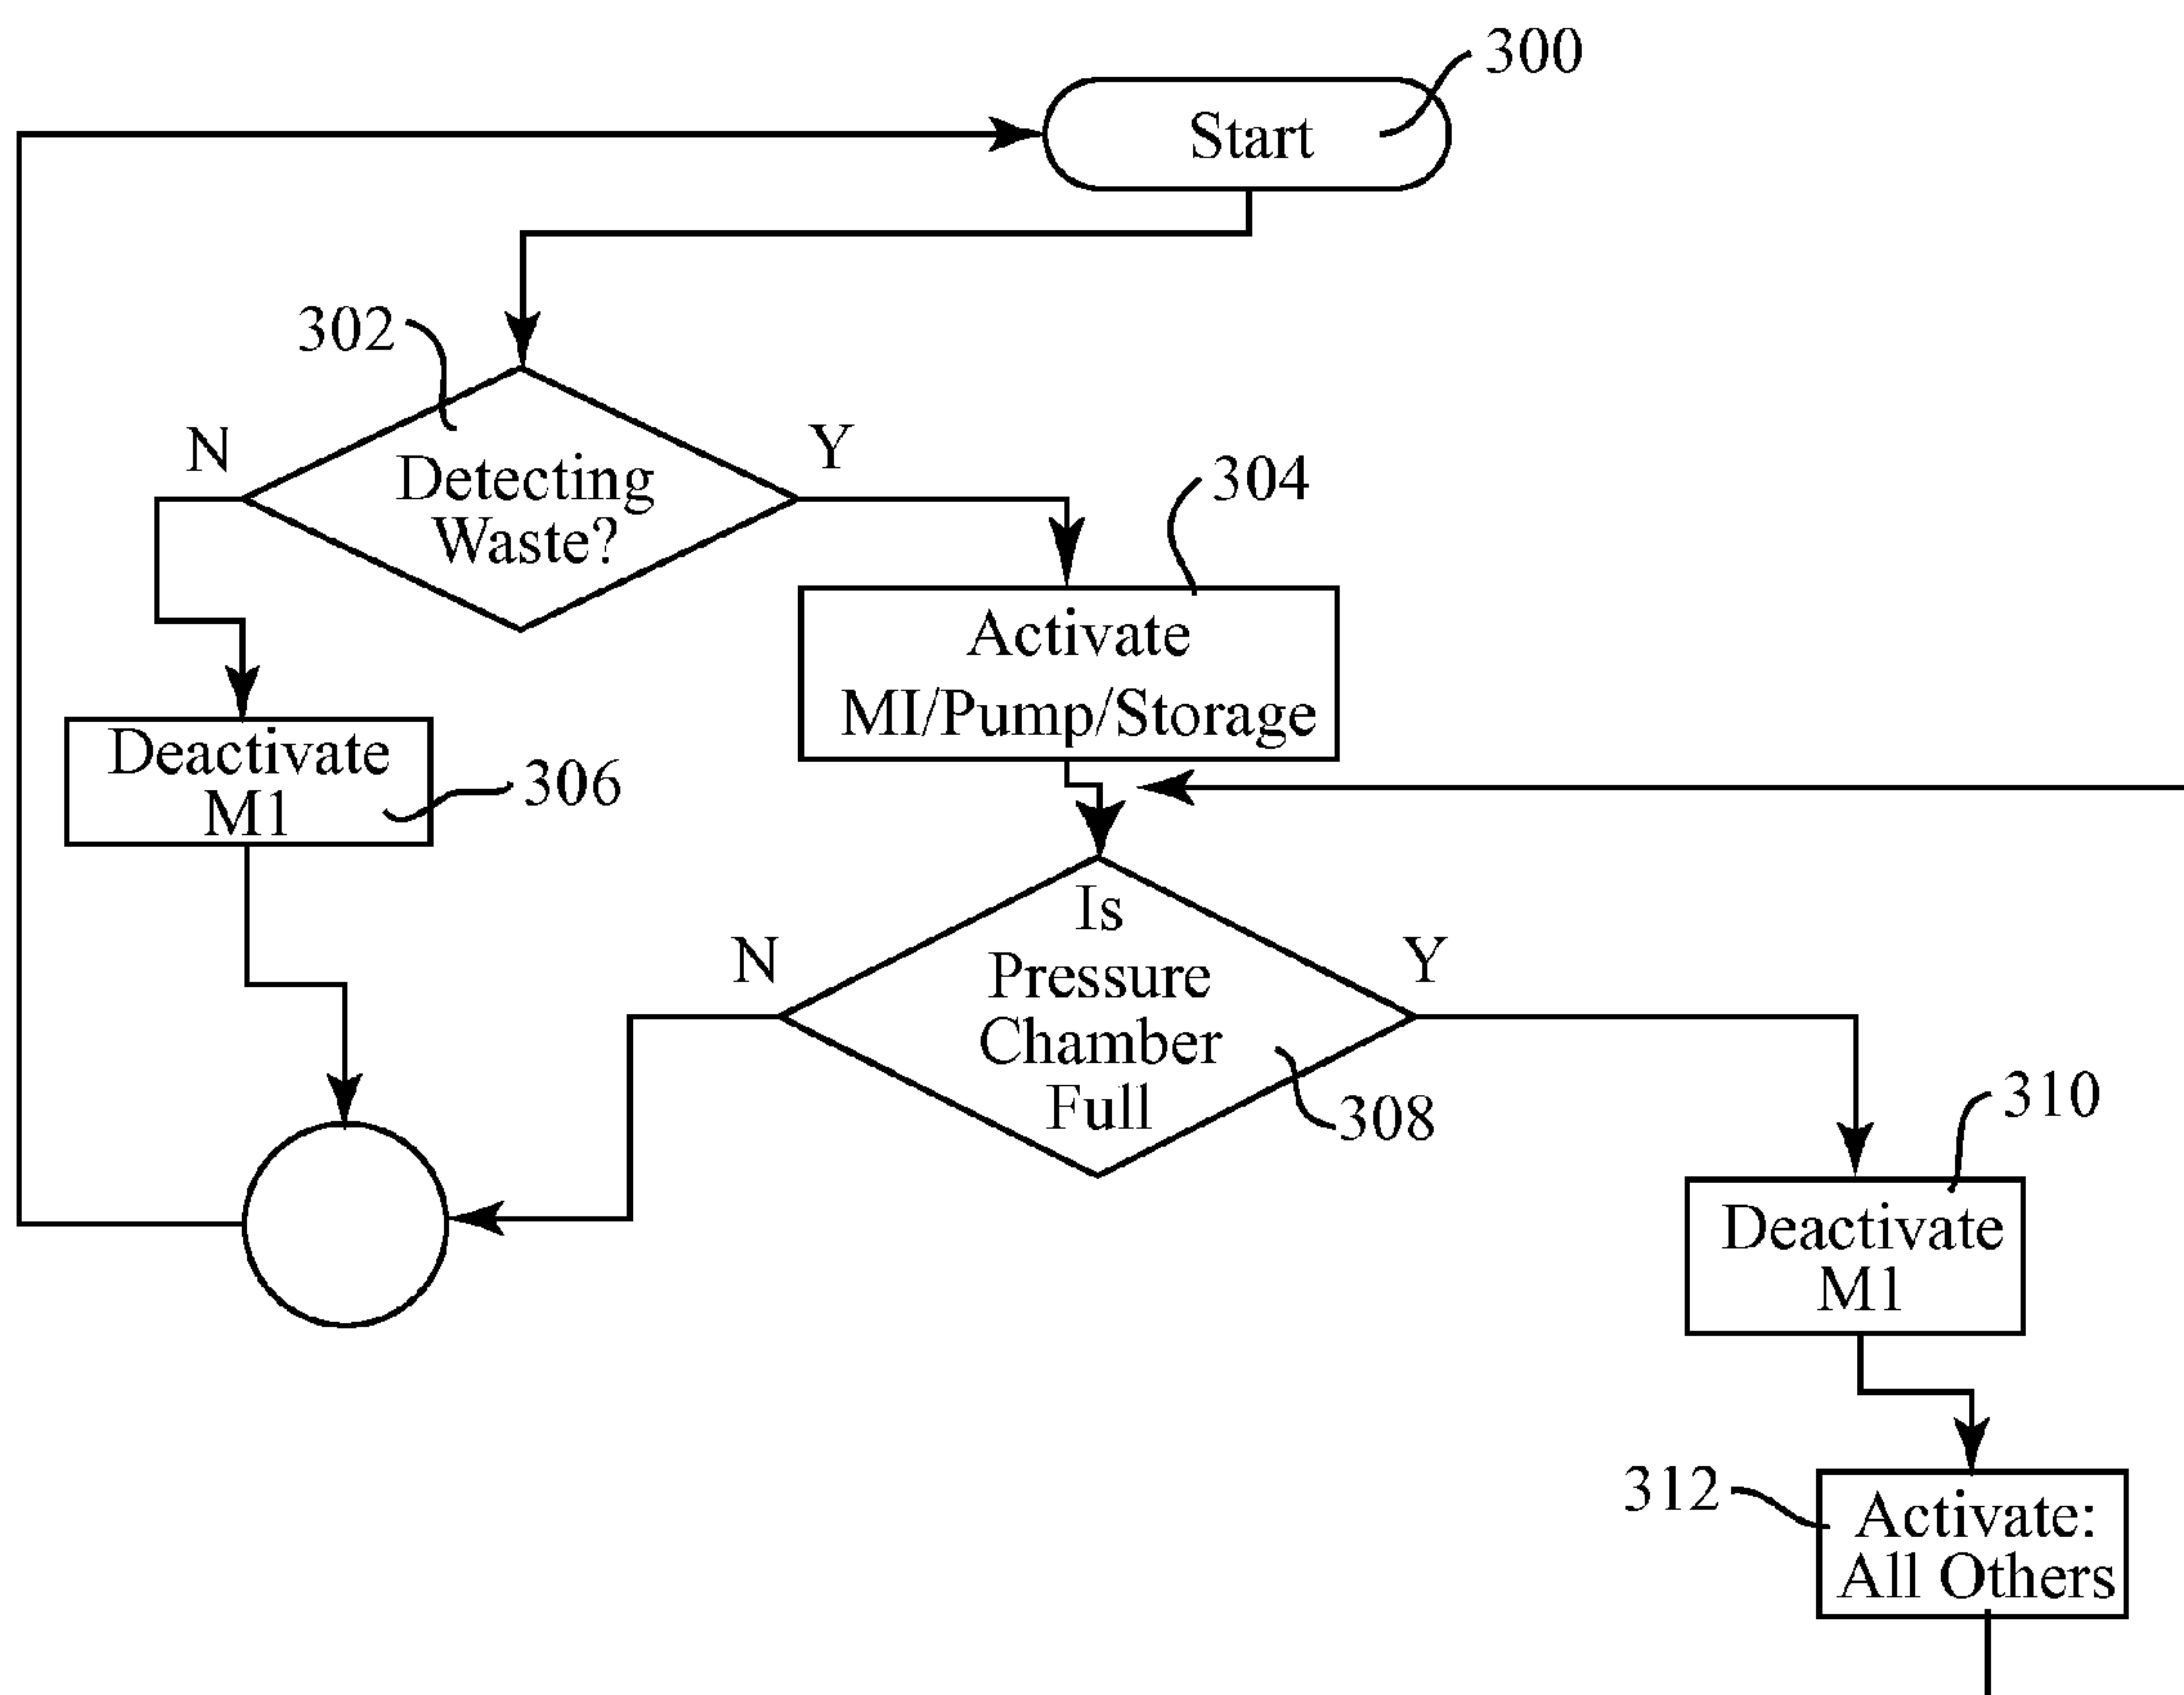 300
Start
302
N
Y
Detecting
Waste?
304
Activate
MI/Pump/Storage
Deactivate
M1
306
Is
Pressure
Chamber
Full
N
Y
308
310
Deactivate
M1
312
Activate:
All Others